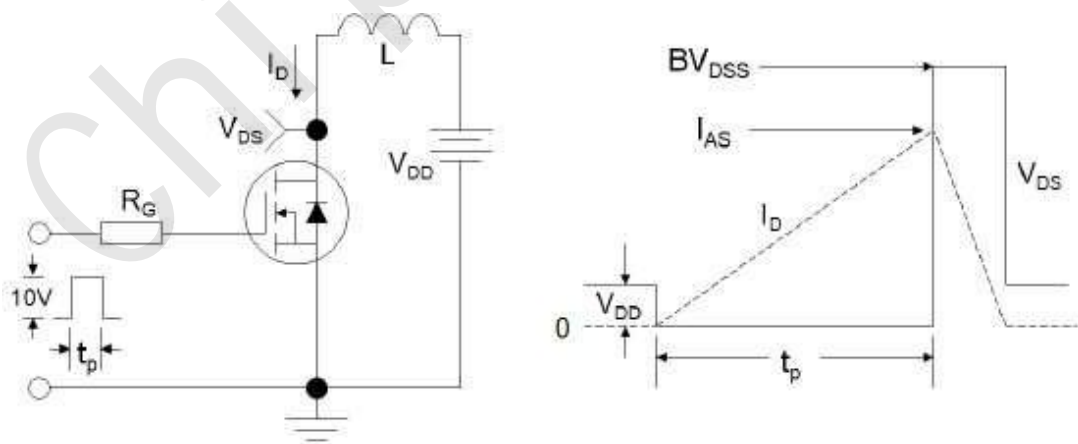 L
I_D
V_DS
V_DD
R_G
10V
t_p
BV_DSS
I_AS
V_DS
I_D
V_DD
0
t_p